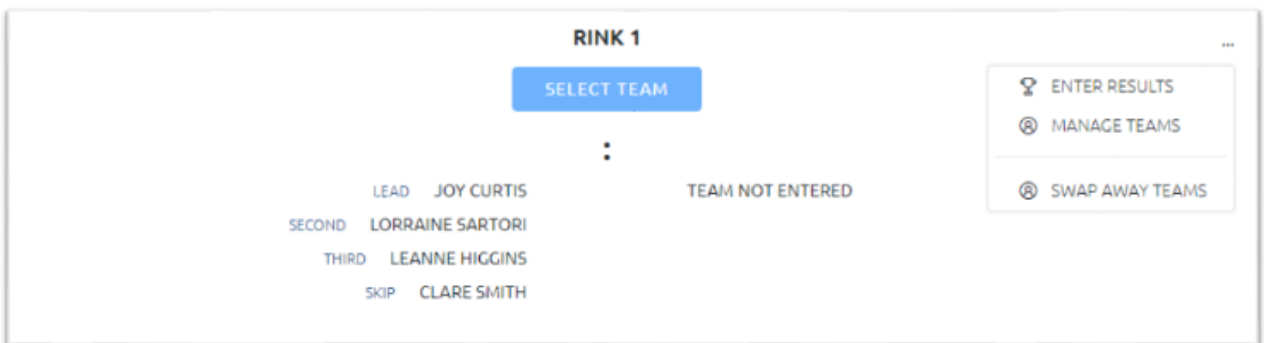 RINK 1
...
SELECT TEAM
:
LEAD JOY CURTIS
SECOND LORRAINE SARTORI
THIRD LEANNE HIGGINS
SKIP CLARE SMITH
TEAM NOT ENTERED
ENTER RESULTS
MANAGE TEAMS
SWAP AWAY TEAMS